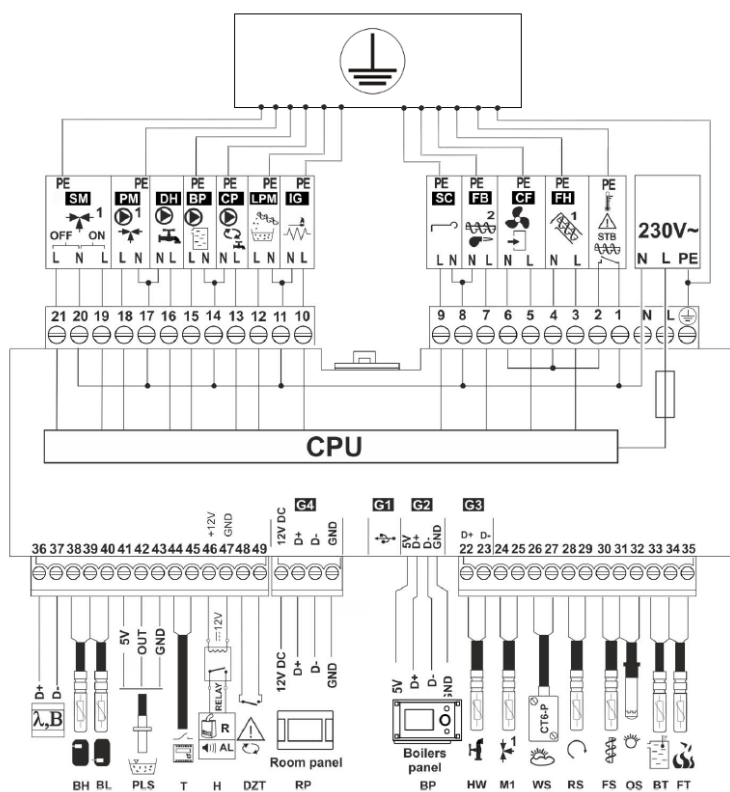 PE PE PE PE PE PE PE PE PE PE PE
SM PM DH BP CP LPM IG SC FB CF FH
1 1 2 1
STB
OFF ON
230V~
L N L L N L L N L L N L L N L N L N L N L PE
21 20 19 18 17 16 15 14 13 12 11 10 9 8 7 6 5 4 3 2 1 N L
CPU
G4 G1 G2 G3
+12V GND 12V DC D+ D- GND 5V D+ D- GND D+ D-
36 37 38 39 40 41 42 43 44 45 46 47 48 49 22 23 24 25 26 27 28 29 30 31 32 33 34 35
D+ D- 5V OUT GND ⎓12V 12V DC D+ D- GND 5V D+ D- GND
RELAY
λ,B R AL CT6-P 1
Room panel
Boilers panel
BH BL PLS T H DZT RP BP HW M1 WS RS FS OS BT FT